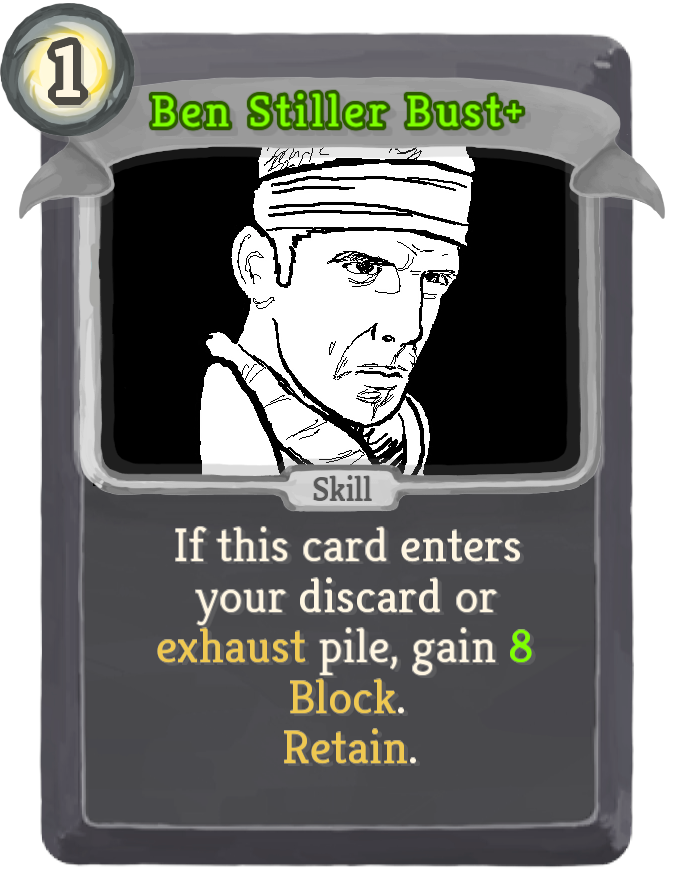 1
Ben Stiller Bust+
Skill
If this card enters
your discard or
exhaust pile, gain 8
Block.
Retain.